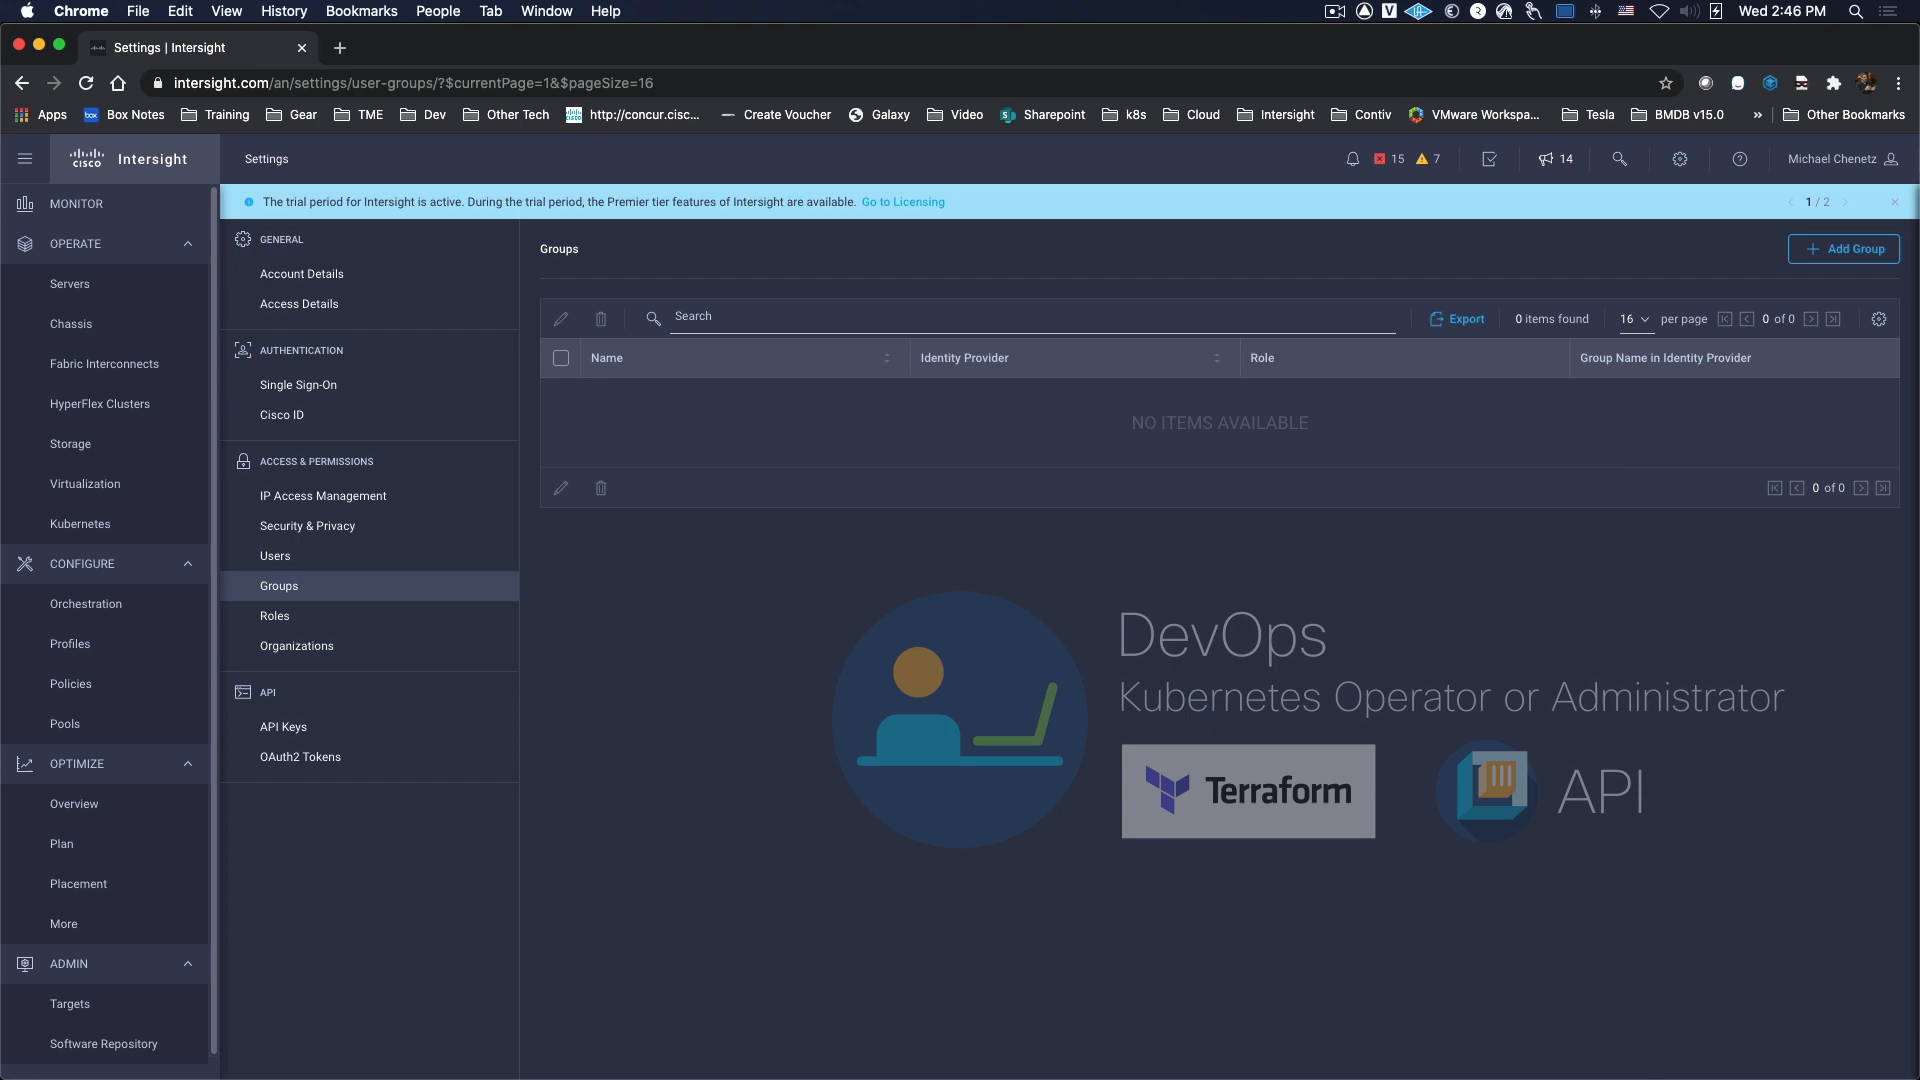 Chrome File Edit View History Bookmarks People Tab Window Help
Wed 2:46 PM
Settings | Intersight
intersight.com/an/settings/user-groups/?$currentPage=1&$pageSize=16
Apps Box Notes Training Gear TME Dev Other Tech http://concur.cisc... Create Voucher Galaxy Video Sharepoint k8s Cloud Intersight Contiv VMware Workspa... Tesla BMDB v15.0 » Other Bookmarks
CISCO Intersight
Settings
15 7 14 Michael Chenetz
The trial period for Intersight is active. During the trial period, the Premier tier features of Intersight are available. Go to Licensing
1 / 2
MONITOR
OPERATE
Servers
Chassis
Fabric Interconnects
HyperFlex Clusters
Storage
Virtualization
Kubernetes
CONFIGURE
Orchestration
Profiles
Policies
Pools
OPTIMIZE
Overview
Plan
Placement
More
ADMIN
Targets
Software Repository
GENERAL
Account Details
Access Details
AUTHENTICATION
Single Sign-On
Cisco ID
ACCESS & PERMISSIONS
IP Access Management
Security & Privacy
Users
Groups
Roles
Organizations
API
API Keys
OAuth2 Tokens
Groups
Add Group
Search
Export 0 items found 16 per page 0 of 0
Name Identity Provider Role Group Name in Identity Provider
NO ITEMS AVAILABLE
0 of 0
DevOps
Kubernetes Operator or Administrator
Terraform
API